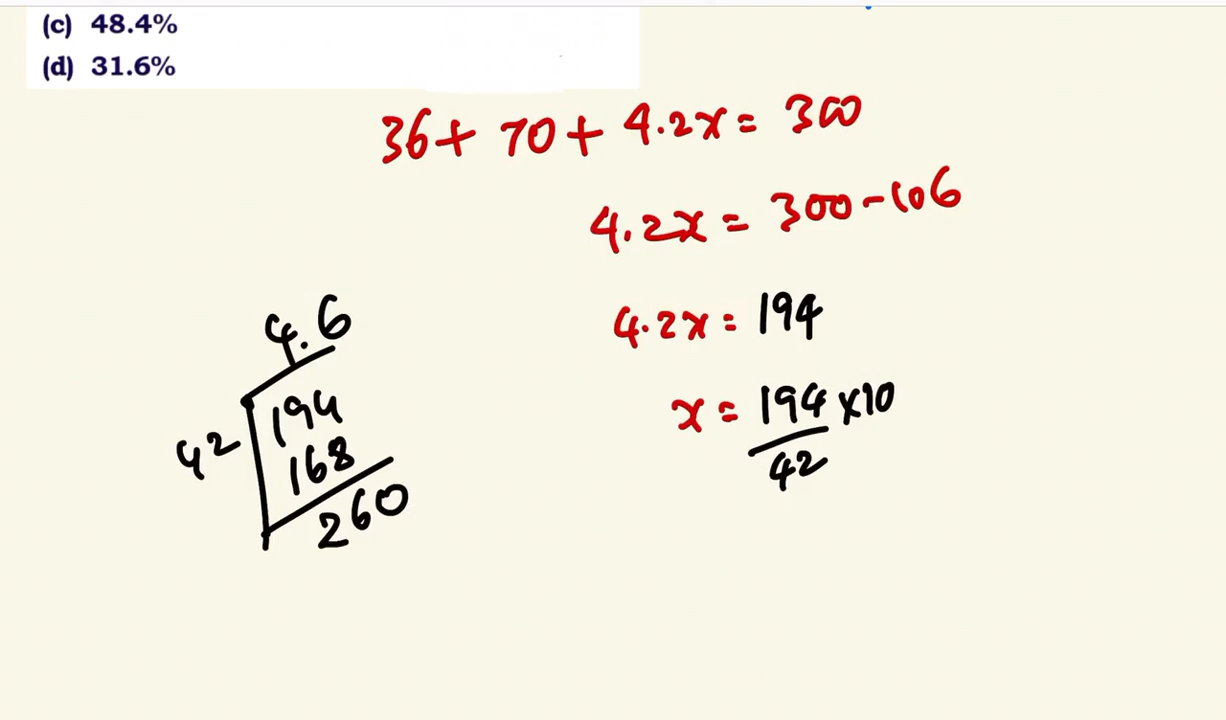 (c) 48.4%
(d) 31.6%
36 + 70 + 4.2x = 300
4.2x = 300 - 106
4.2x = 194
x = 194 x 10
42
4.6
42 194
168
260